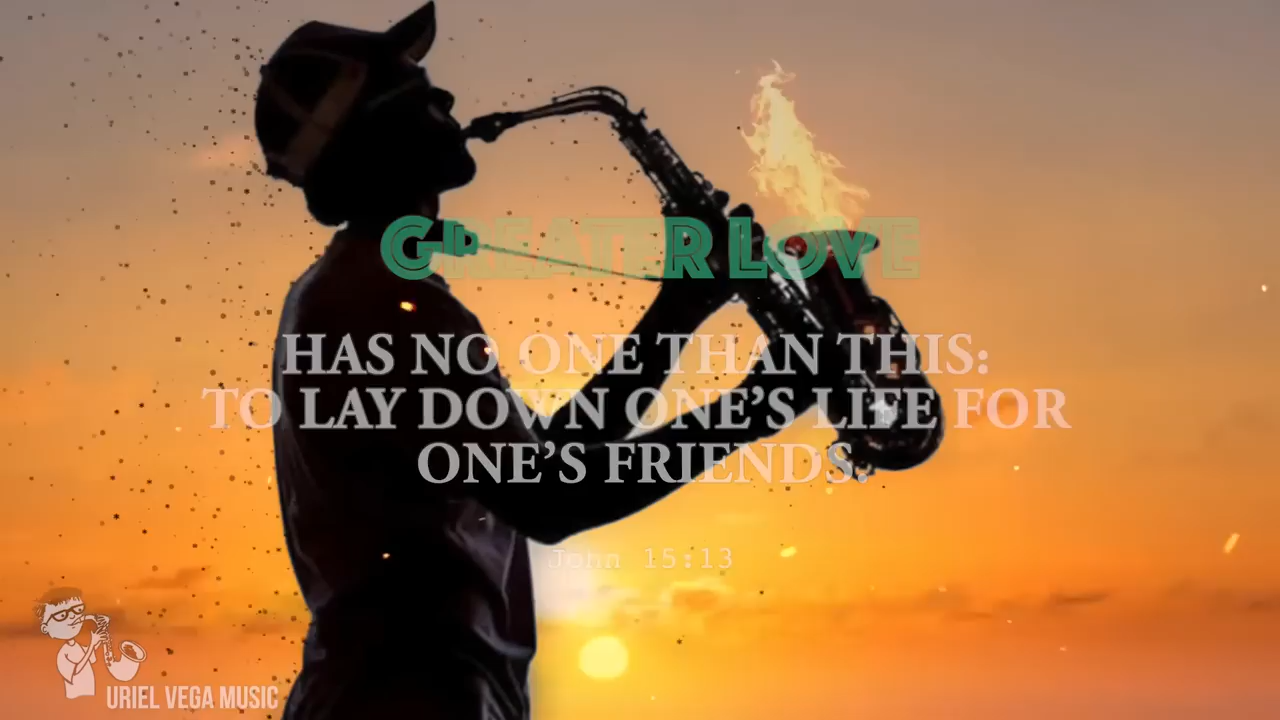 GREATER LOVE
HAS NO ONE THAN THIS:
TO LAY DOWN ONE'S LIFE FOR
ONE'S FRIENDS.
John 15:13
URIEL VEGA MUSIC